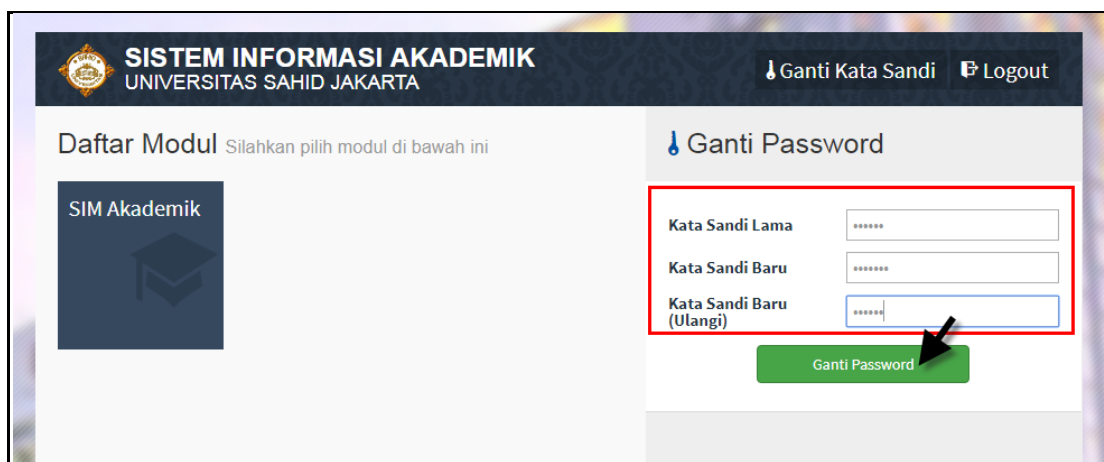 SISTEM INFORMASI AKADEMIK
UNIVERSITAS SAHID JAKARTA
Ganti Kata Sandi Logout
Daftar Modul Silahkan pilih modul di bawah ini
Ganti Password
SIM Akademik
Kata Sandi Lama
••••••
Kata Sandi Baru
•••••••
Kata Sandi Baru
(Ulangi)
••••••
Ganti Password